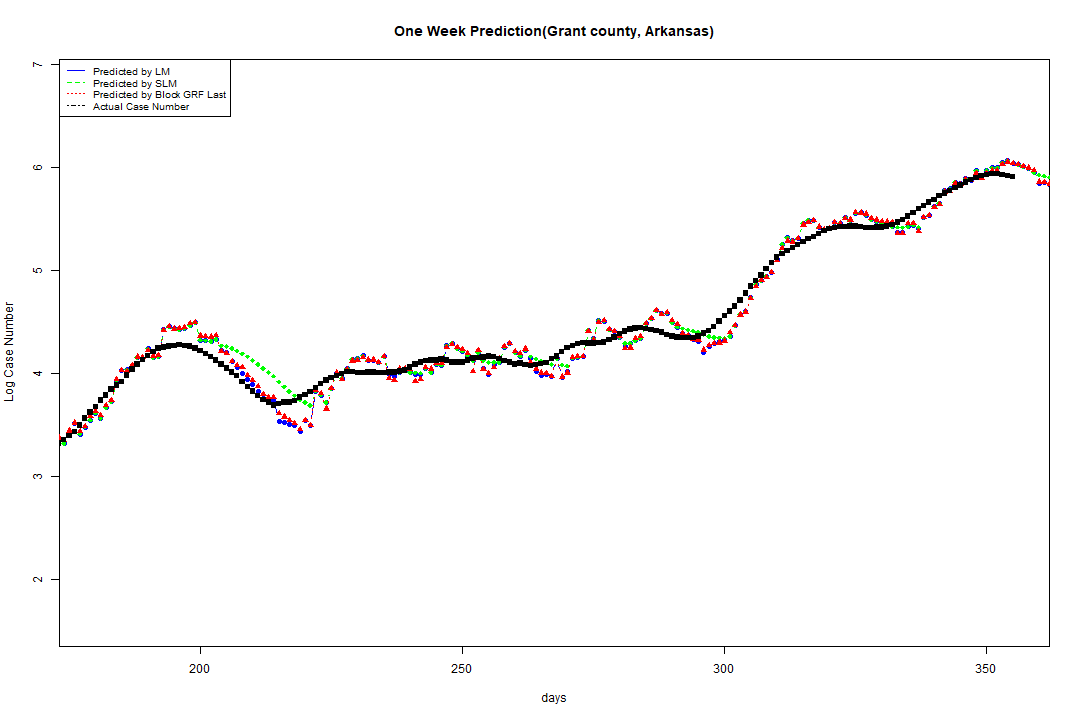 One Week Prediction(Grant county, Arkansas)
Predicted by LM
Predicted by SLM
Predicted by Block GRF Last
Actual Case Number
Log Case Number
7
6
5
4
3
2
200
250
300
350
days